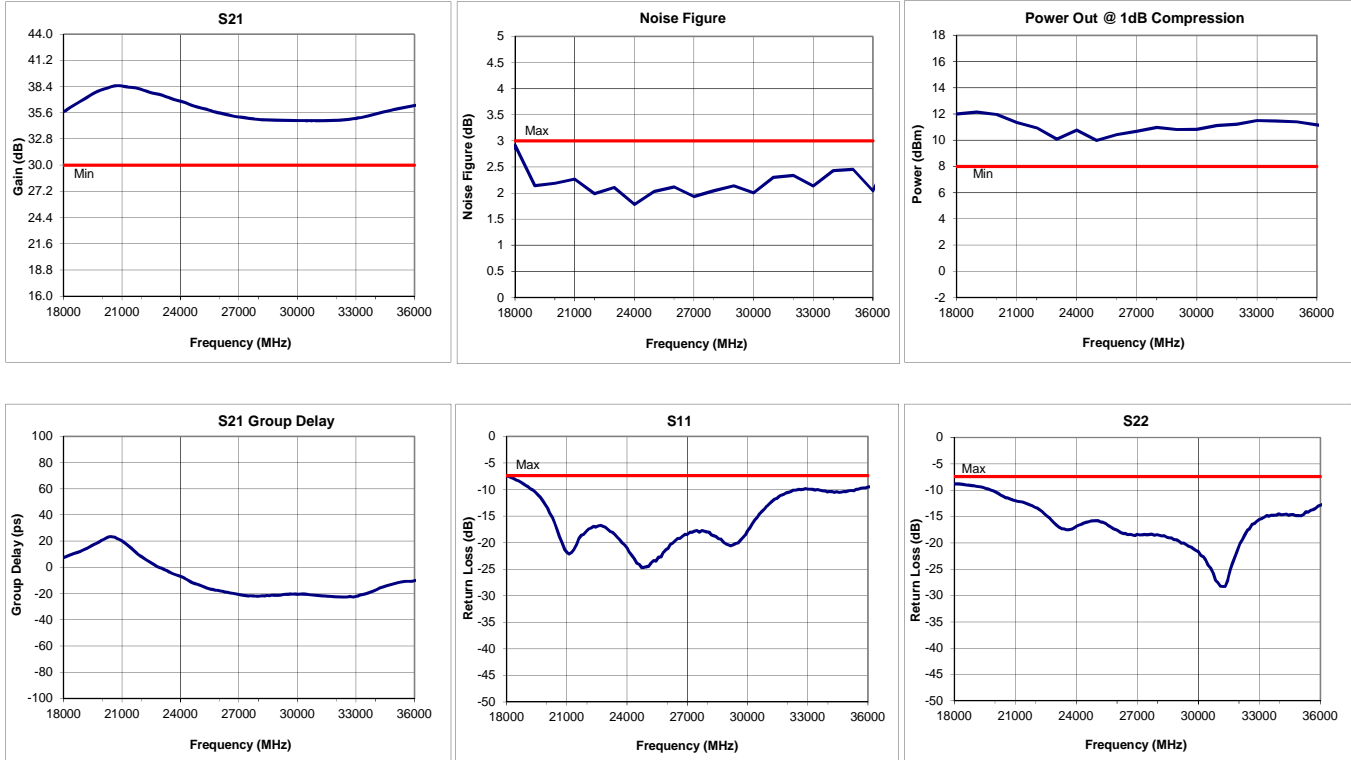 S21
44.0
41.2
38.4
35.6
32.8
30.0
27.2
24.4
21.6
18.8
16.0
Gain (dB)
Min
18000 21000 24000 27000 30000 33000 36000
Frequency (MHz)
Noise Figure
5
4.5
4
3.5
3
2.5
2
1.5
1
0.5
0
Noise Figure (dB)
Max
18000 21000 24000 27000 30000 33000 36000
Frequency (MHz)
Power Out @ 1dB Compression
18
16
14
12
10
8
6
4
2
0
-2
Power (dBm)
Min
18000 21000 24000 27000 30000 33000 36000
Frequency (MHz)
S21 Group Delay
100
80
60
40
20
0
-20
-40
-60
-80
-100
Group Delay (ps)
18000 21000 24000 27000 30000 33000 36000
Frequency (MHz)
S11
0
-5
-10
-15
-20
-25
-30
-35
-40
-45
-50
Return Loss (dB)
Max
18000 21000 24000 27000 30000 33000 36000
Frequency (MHz)
S22
0
-5
-10
-15
-20
-25
-30
-35
-40
-45
-50
Return Loss (dB)
Max
18000 21000 24000 27000 30000 33000 36000
Frequency (MHz)